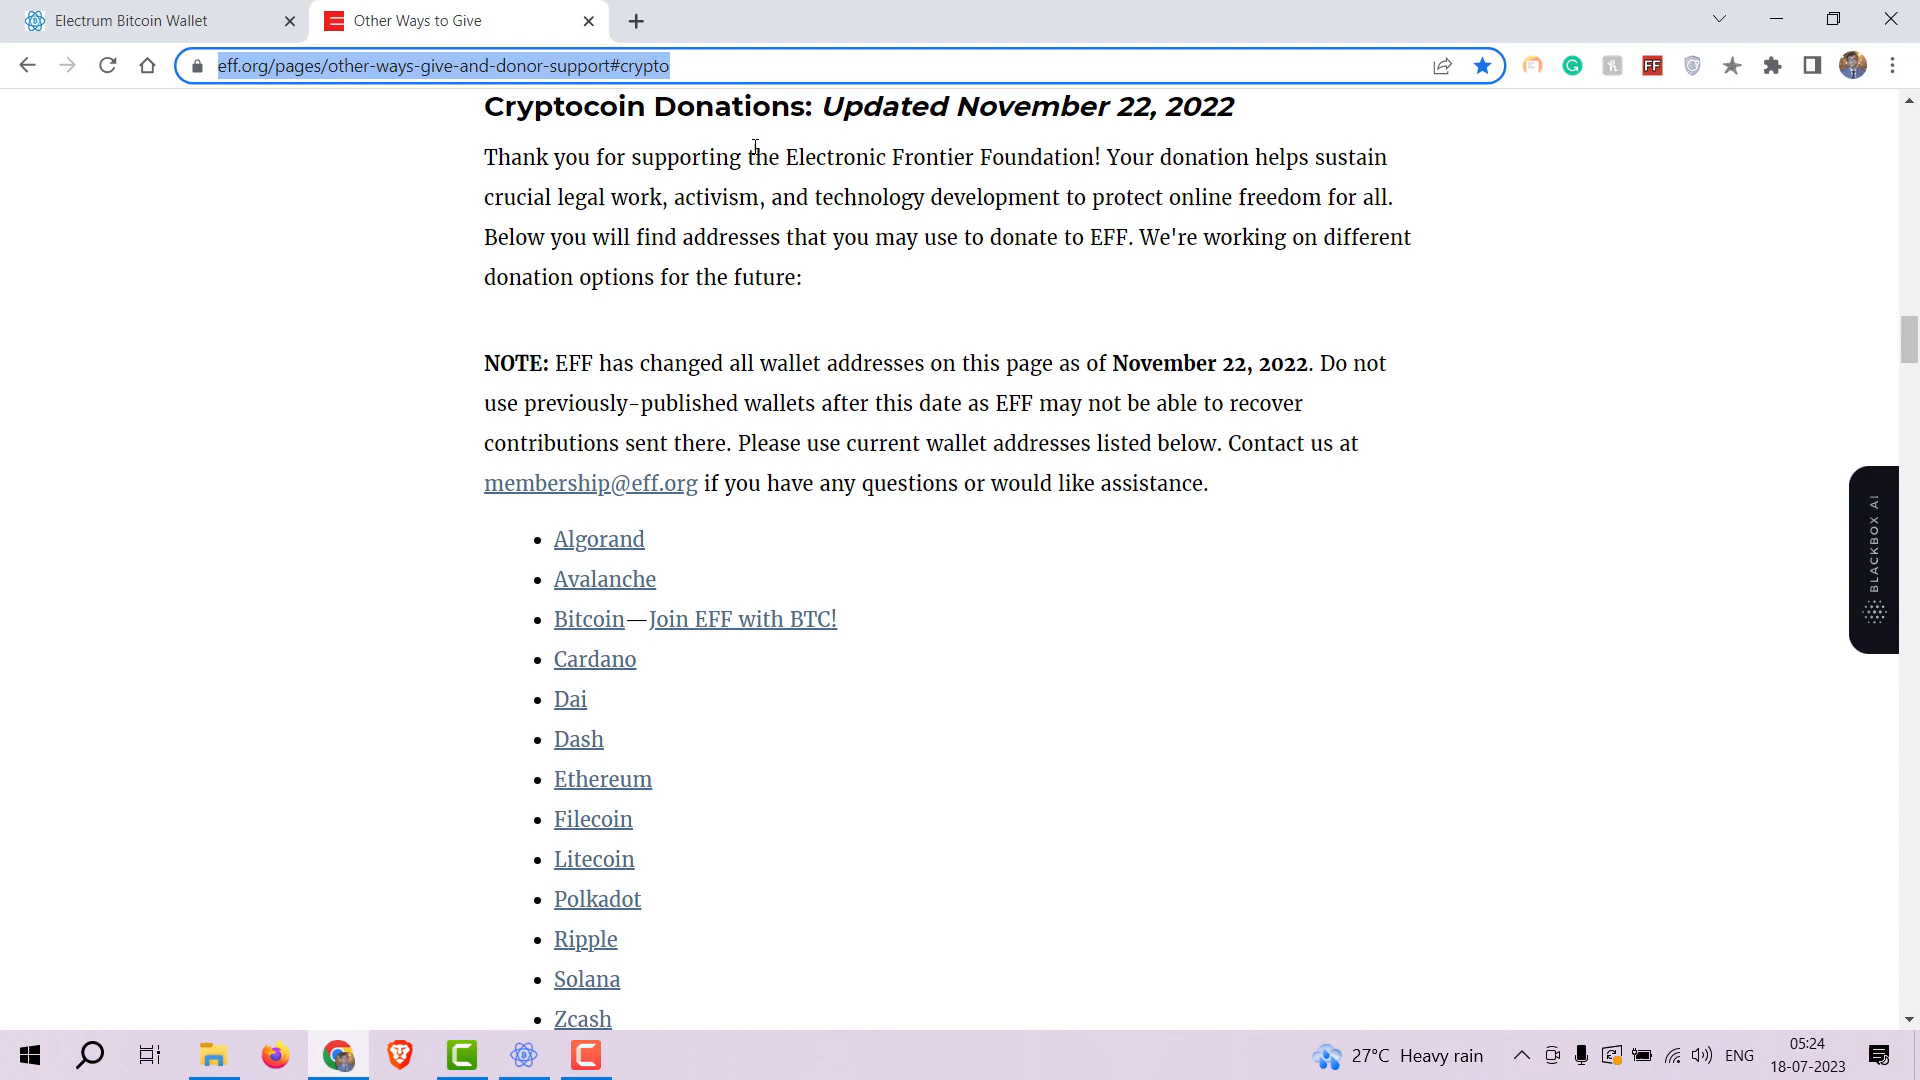 Electrum Bitcoin Wallet
Other Ways to Give
eff.org/pages/other-ways-give-and-donor-support#crypto
FF
Cryptocoin Donations: Updated November 22, 2022
Thank you for supporting the Electronic Frontier Foundation! Your donation helps sustain
crucial legal work, activism, and technology development to protect online freedom for all.
Below you will find addresses that you may use to donate to EFF. We're working on different
donation options for the future:
NOTE: EFF has changed all wallet addresses on this page as of November 22, 2022. Do not
use previously-published wallets after this date as EFF may not be able to recover
contributions sent there. Please use current wallet addresses listed below. Contact us at
membership@eff.org if you have any questions or would like assistance.
• Algorand
• Avalanche
• Bitcoin—Join EFF with BTC!
• Cardano
• Dai
• Dash
• Ethereum
• Filecoin
• Litecoin
• Polkadot
• Ripple
• Solana
• Zcash
BLACKBOX AI
27°C Heavy rain
ENG
05:24
18-07-2023